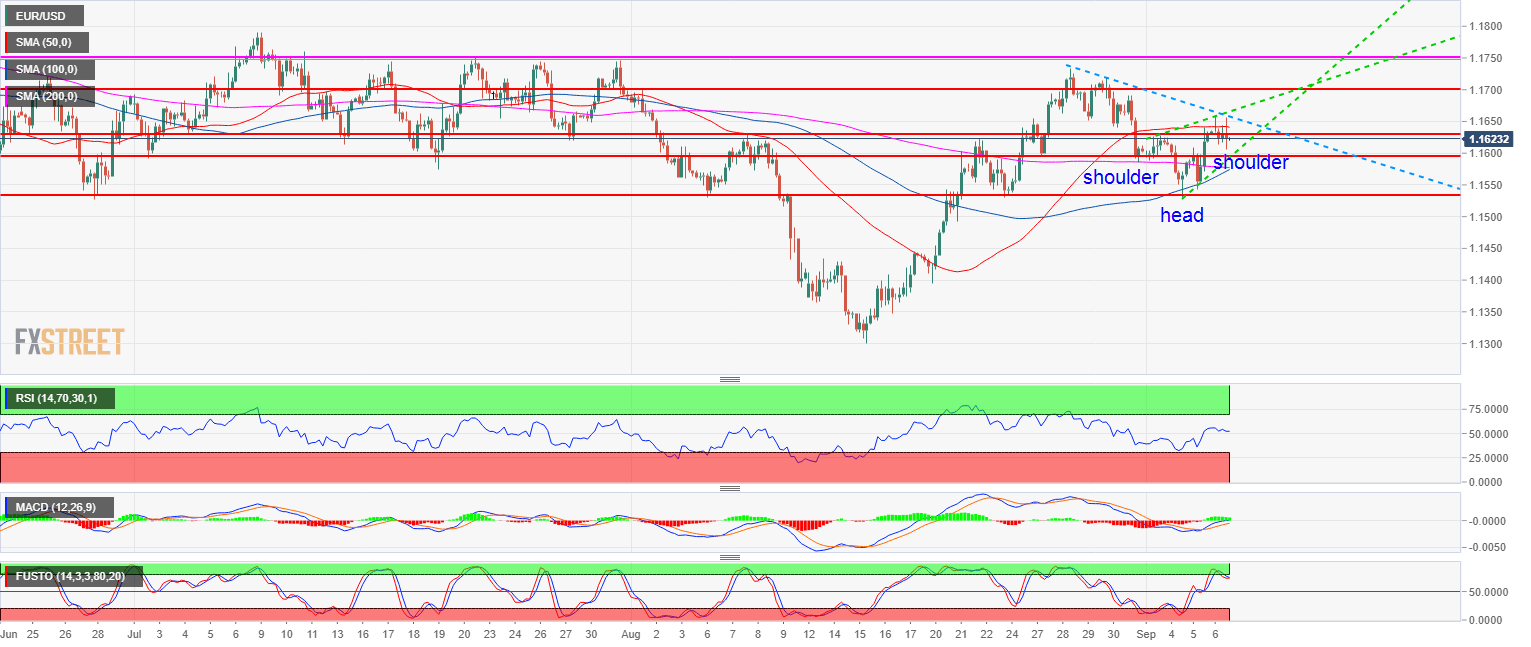 EUR/USD
SMA (50,0)
SMA (100,0)
SMA (200,0)
1.1800
1.1750
1.1700
1.1650
1.16232
1.1600
1.1550
1.1500
1.1450
1.1400
1.1350
1.1300
shoulder
shoulder
head
FXSTREET
RSI (14,70,30,1)
75.0000
50.0000
25.0000
0.0000
MACD (12,26,9)
-0.0000
-0.0050
FUSTO (14,3,3,80,20)
50.0000
0.0000
Jun 25 26 28 Jul 3 4 5 6 9 10 11 13 16 17 18 19 20 23 24 26 27 30 Aug 2 3 6 7 8 9 10 13 14 15 16 17 20 21 22 24 27 28 29 30 Sep 4 5 6